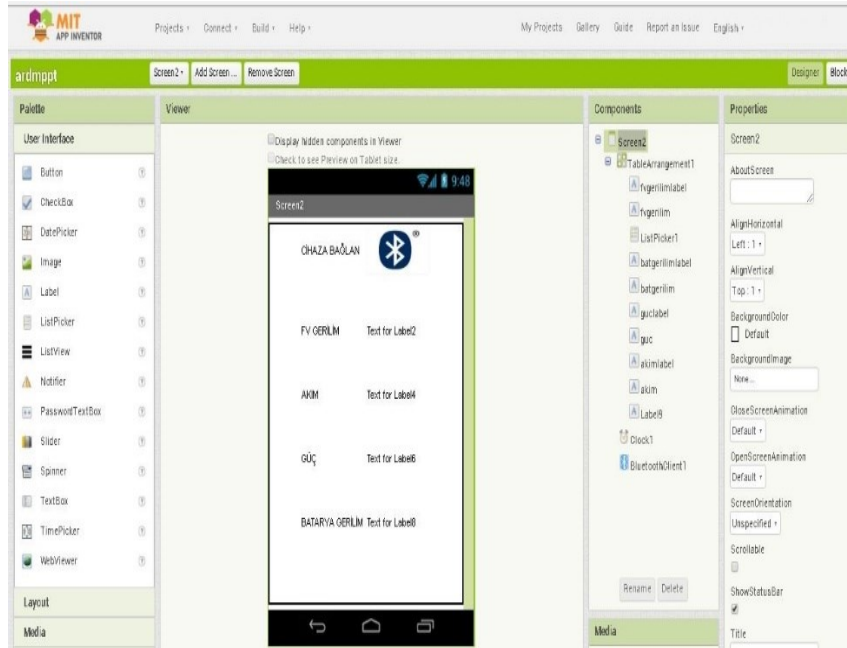 MIT
APP INVENTOR
Projects Connect Build Help My Projects Gallery Guide Report an Issue English
ardmppt Screen2 Add Screen ... Remove Screen Designer Block
Palette
User Interface
Button
CheckBox
DatePicker
Image
Label
ListPicker
ListView
Notifier
PasswordTextBox
Slider
Spinner
TextBox
TimePicker
WebViewer
Layout
Media
Viewer
Display hidden components in Viewer
Check to see Preview on Tablet size.
9:48
Screen2
CİHAZA BAĞLAN
FV GERİLİM Text for Label2
AKIM Text for Label4
GÜÇ Text for Label6
BATARYA GERİLİM Text for Label8
Components
Screen2
TableArrangement1
fvgerilimlabel
fvgerilim
ListPicker1
batgerilimlabel
batgerilim
guclabel
guc
akimlabel
akim
Label9
Clock1
BluetoothClient1
Rename Delete
Media
Properties
Screen2
AboutScreen
AlignHorizontal
Left : 1
AlignVertical
Top : 1
BackgroundColor
Default
BackgroundImage
None...
CloseScreenAnimation
Default
OpenScreenAnimation
Default
ScreenOrientation
Unspecified
Scrollable
ShowStatusBar
Title